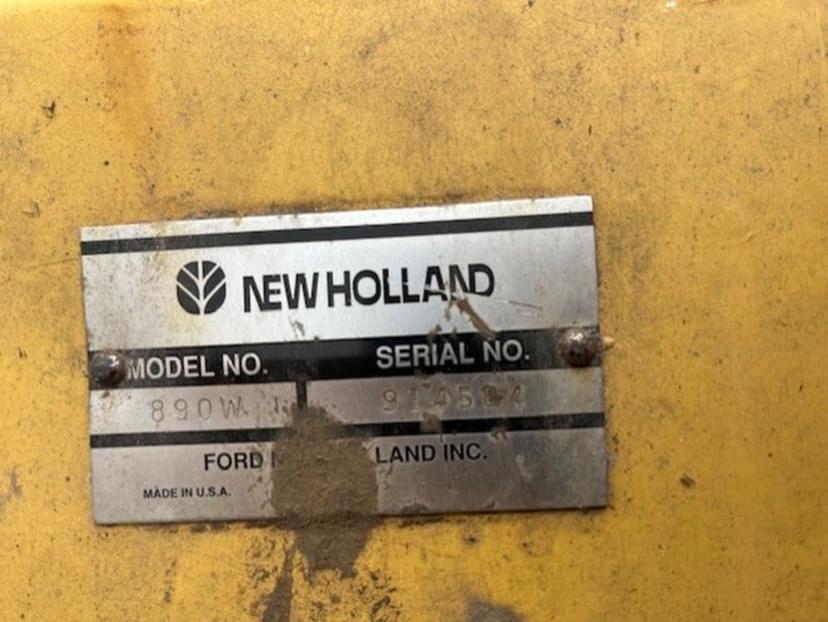 NEW HOLLAND
MODEL NO. SERIAL NO.
890W
FORD LAND INC.
MADE IN U.S.A.